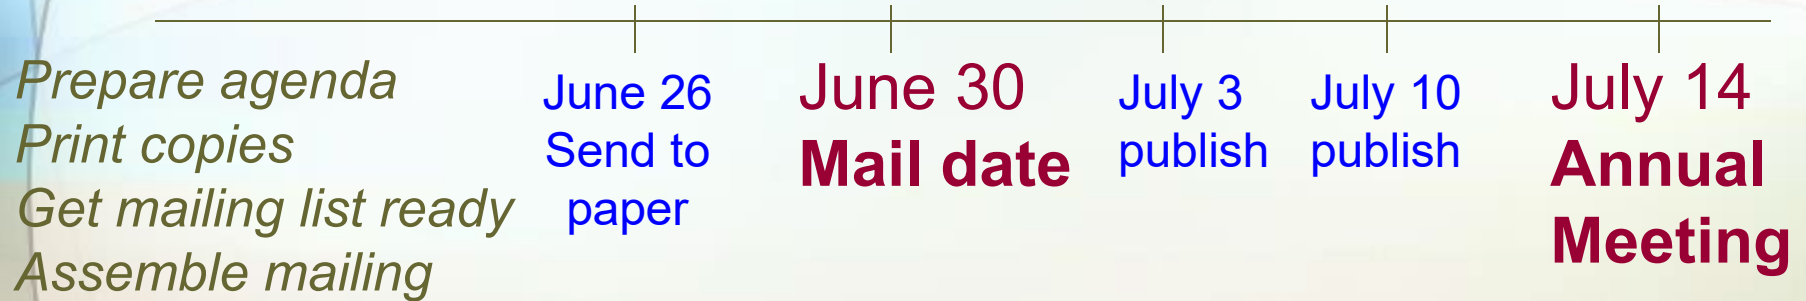 Prepare agenda
Print copies
Get mailing list ready
Assemble mailing
June 26
Send to
paper
June 30
Mail date
July 3
publish
July 10
publish
July 14
Annual
Meeting